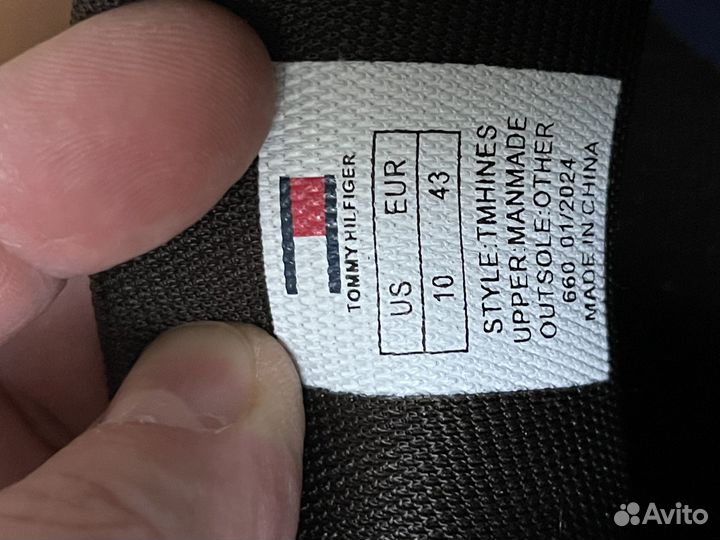 TOMMY HILFIGER
US EUR
10 43
STYLE:TMHINES
UPPER:MANMADE
OUTSOLE:OTHER
660 01/2024
MADE IN CHINA
Avito